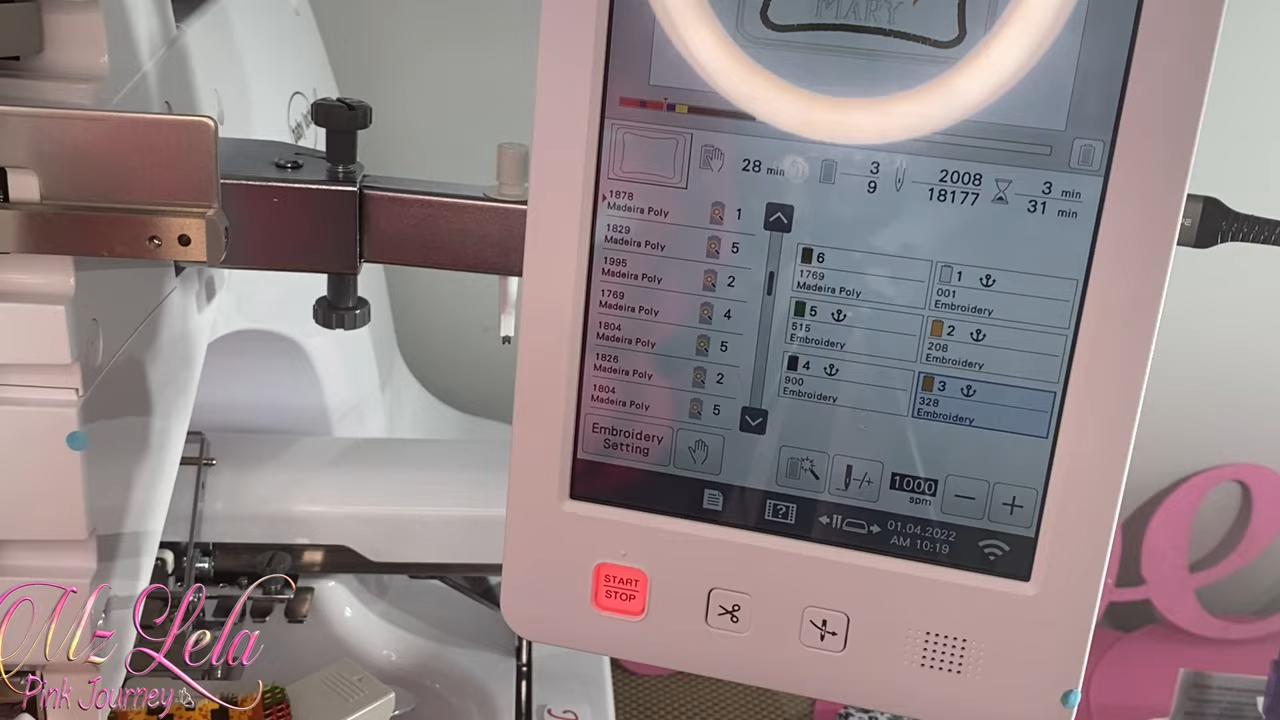 MARY
28 min
3
9
2008
18177
3 min
31 min
1878
Madeira Poly
1
1829
Madeira Poly
5
1995
Madeira Poly
2
1769
Madeira Poly
4
1804
Madeira Poly
5
1826
Madeira Poly
2
1804
Madeira Poly
5
6
1769
Madeira Poly
1
001
Embroidery
5
515
Embroidery
2
208
Embroidery
4
900
Embroidery
3
328
Embroidery
Embroidery
Setting
-/+
1000
spm
01.04.2022
AM 10:19
START
STOP
Mz Lela
Pink Journey